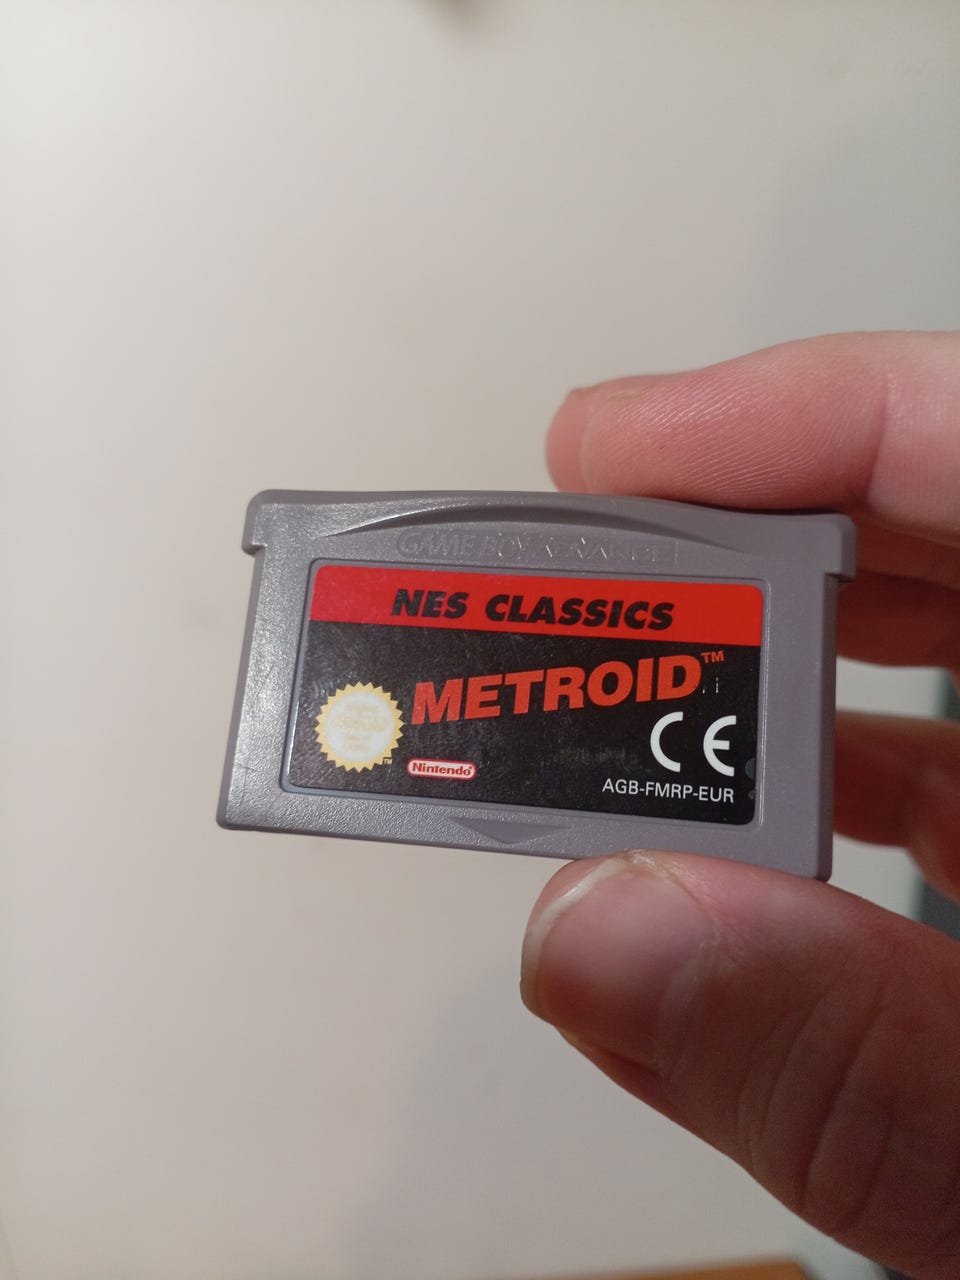 GAME BOY ADVANCE
NES CLASSICS
METROID™
Nintendo®
CE
AGB-FMRP-EUR